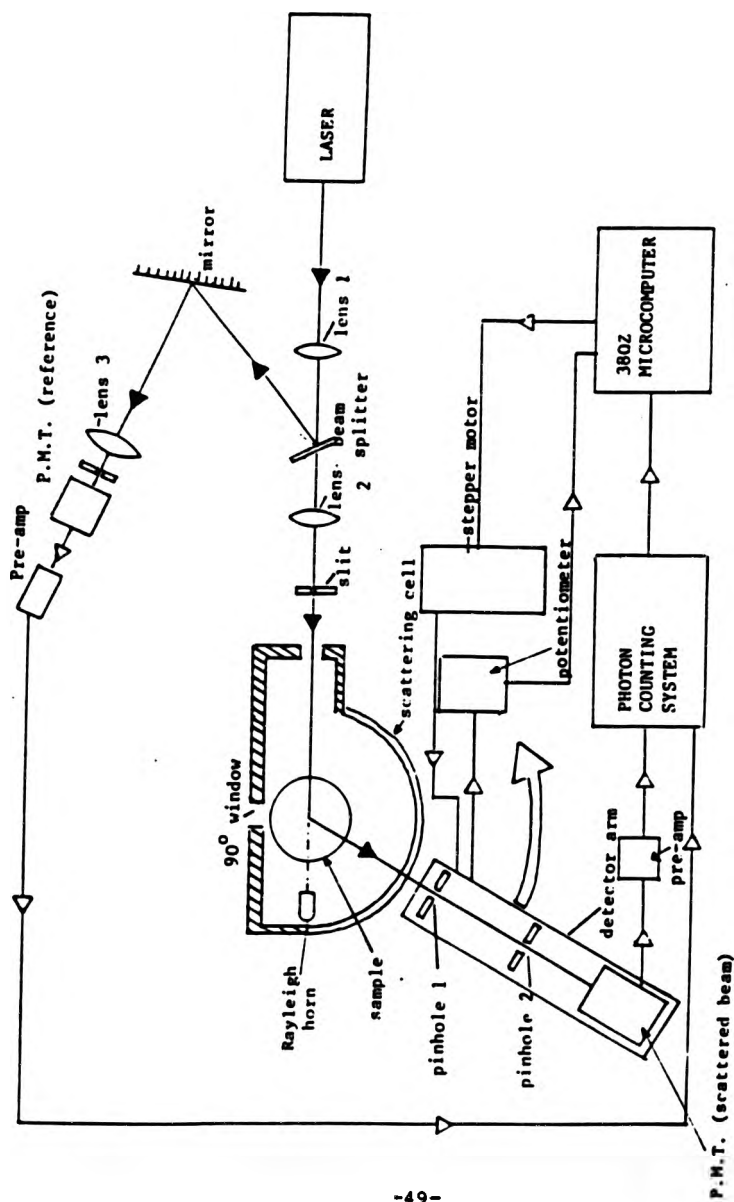 LASER
mirror
lens 1
P.M.T. (reference)
lens 3
beam
splitter
lens
2
Pre-amp
slit
stepper motor
380Z
MICROCOMPUTER
scattering cell
potentiometer
90° window
PHOTON
COUNTING
SYSTEM
Rayleigh
horn
sample
pinhole 1
pinhole 2
detector arm
pre-amp
P.M.T. (scattered beam)
-49-